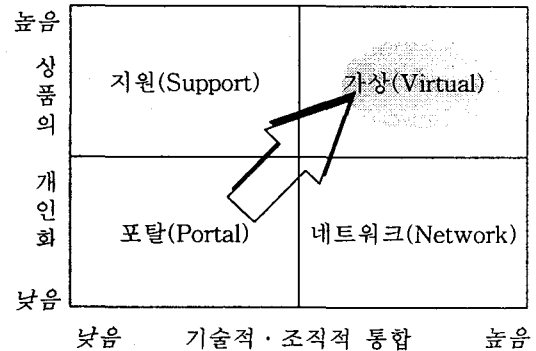 높음
상품의 개인화
낮음
지원(Support)
가상(Virtual)
포탈(Portal)
네트워크(Network)
낮음 기술적·조직적 통합 높음